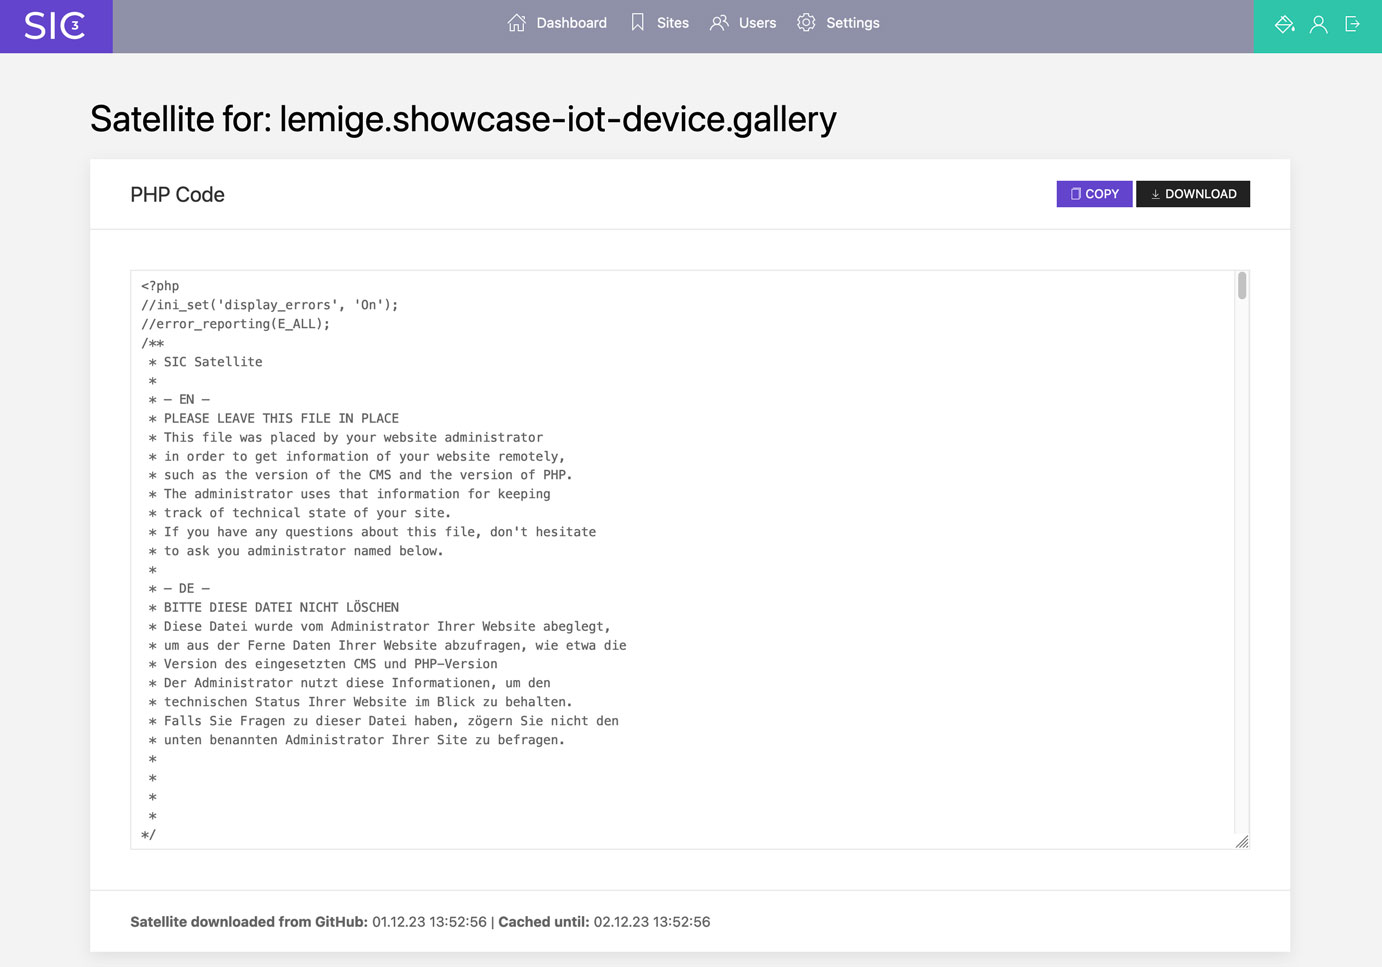 SIC 3
Dashboard Sites Users Settings
Satellite for: lemige.showcase-iot-device.gallery
PHP Code
COPY DOWNLOAD
<?php
//ini_set('display_errors', 'On');
//error_reporting(E_ALL);
/**
 * SIC Satellite
 *
 * — EN —
 * PLEASE LEAVE THIS FILE IN PLACE
 * This file was placed by your website administrator
 * in order to get information of your website remotely,
 * such as the version of the CMS and the version of PHP.
 * The administrator uses that information for keeping
 * track of technical state of your site.
 * If you have any questions about this file, don't hesitate
 * to ask you administrator named below.
 *
 * — DE —
 * BITTE DIESE DATEI NICHT LÖSCHEN
 * Diese Datei wurde vom Administrator Ihrer Website abeglegt,
 * um aus der Ferne Daten Ihrer Website abzufragen, wie etwa die
 * Version des eingesetzten CMS und PHP-Version
 * Der Administrator nutzt diese Informationen, um den
 * technischen Status Ihrer Website im Blick zu behalten.
 * Falls Sie Fragen zu dieser Datei haben, zögern Sie nicht den
 * unten benannten Administrator Ihrer Site zu befragen.
 *
 *
 *
 *
*/
Satellite downloaded from GitHub: 01.12.23 13:52:56 | Cached until: 02.12.23 13:52:56